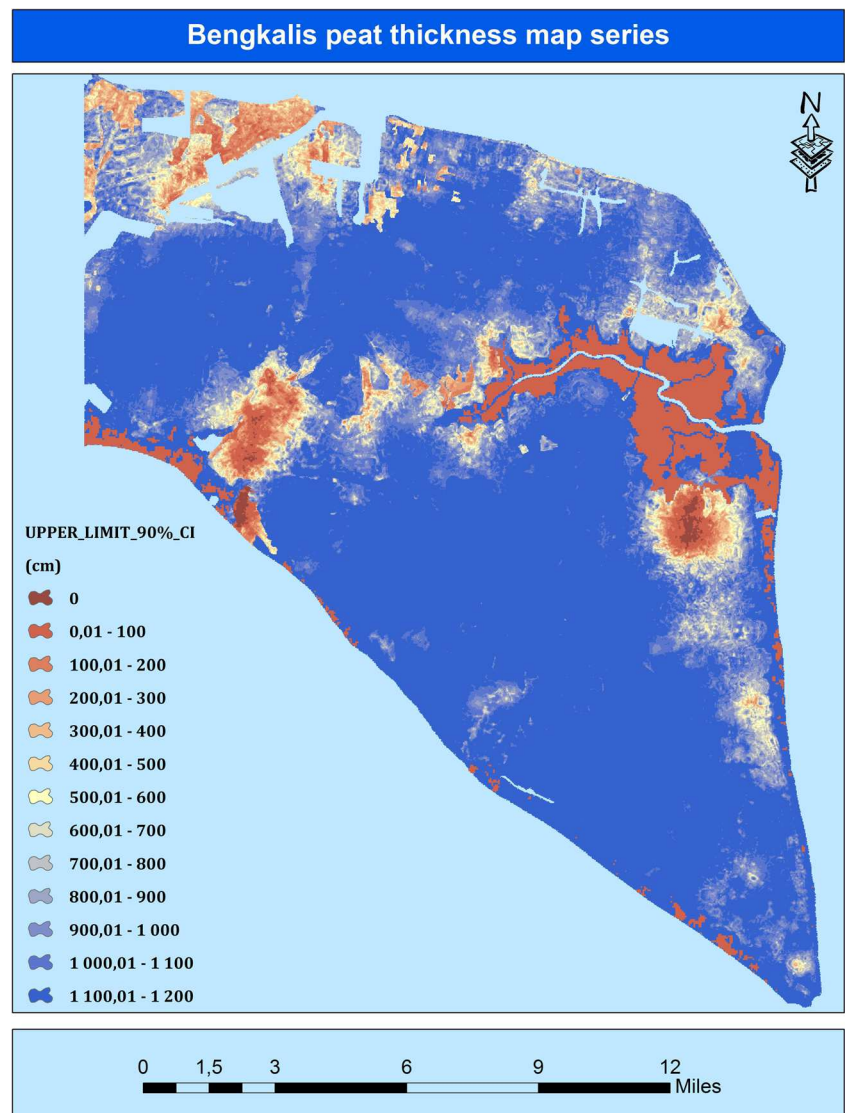 Bengkalis peat thickness map series
N
UPPER_LIMIT_90%_CI
(cm)
0
0,01 - 100
100,01 - 200
200,01 - 300
300,01 - 400
400,01 - 500
500,01 - 600
600,01 - 700
700,01 - 800
800,01 - 900
900,01 - 1 000
1 000,01 - 1 100
1 100,01 - 1 200
0 1,5 3 6 9 12
Miles